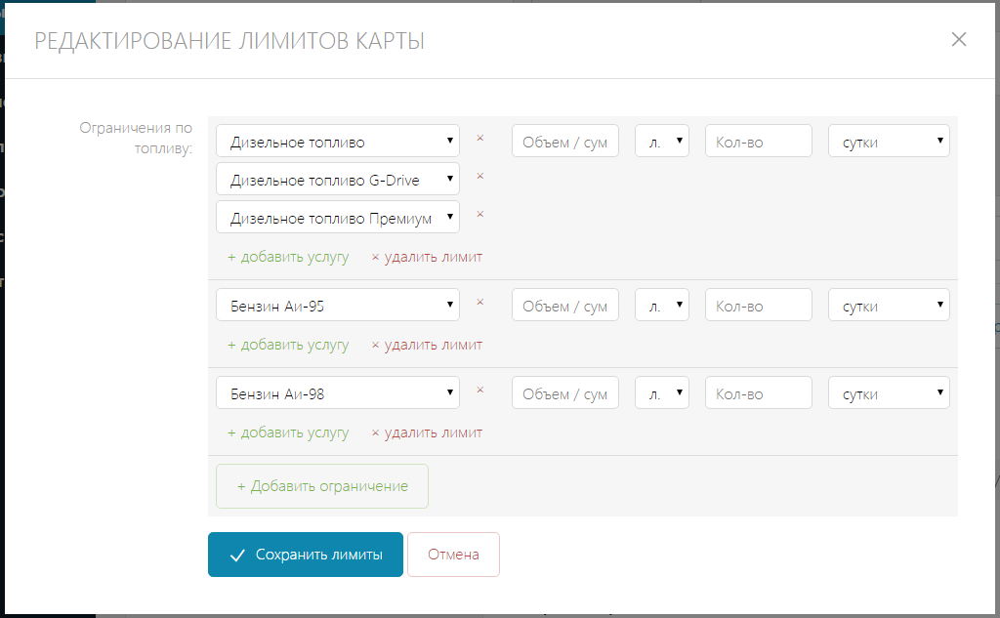 РЕДАКТИРОВАНИЕ ЛИМИТОВ КАРТЫ
Ограничения по
топливу:
Дизельное топливо
Объем / сум
л.
Кол-во
сутки
Дизельное топливо G-Drive
Дизельное топливо Премиум
+ добавить услугу
× удалить лимит
Бензин Аи-95
Объем / сум
л.
Кол-во
сутки
+ добавить услугу
× удалить лимит
Бензин Аи-98
Объем / сум
л.
Кол-во
сутки
+ добавить услугу
× удалить лимит
+ Добавить ограничение
Сохранить лимиты
Отмена